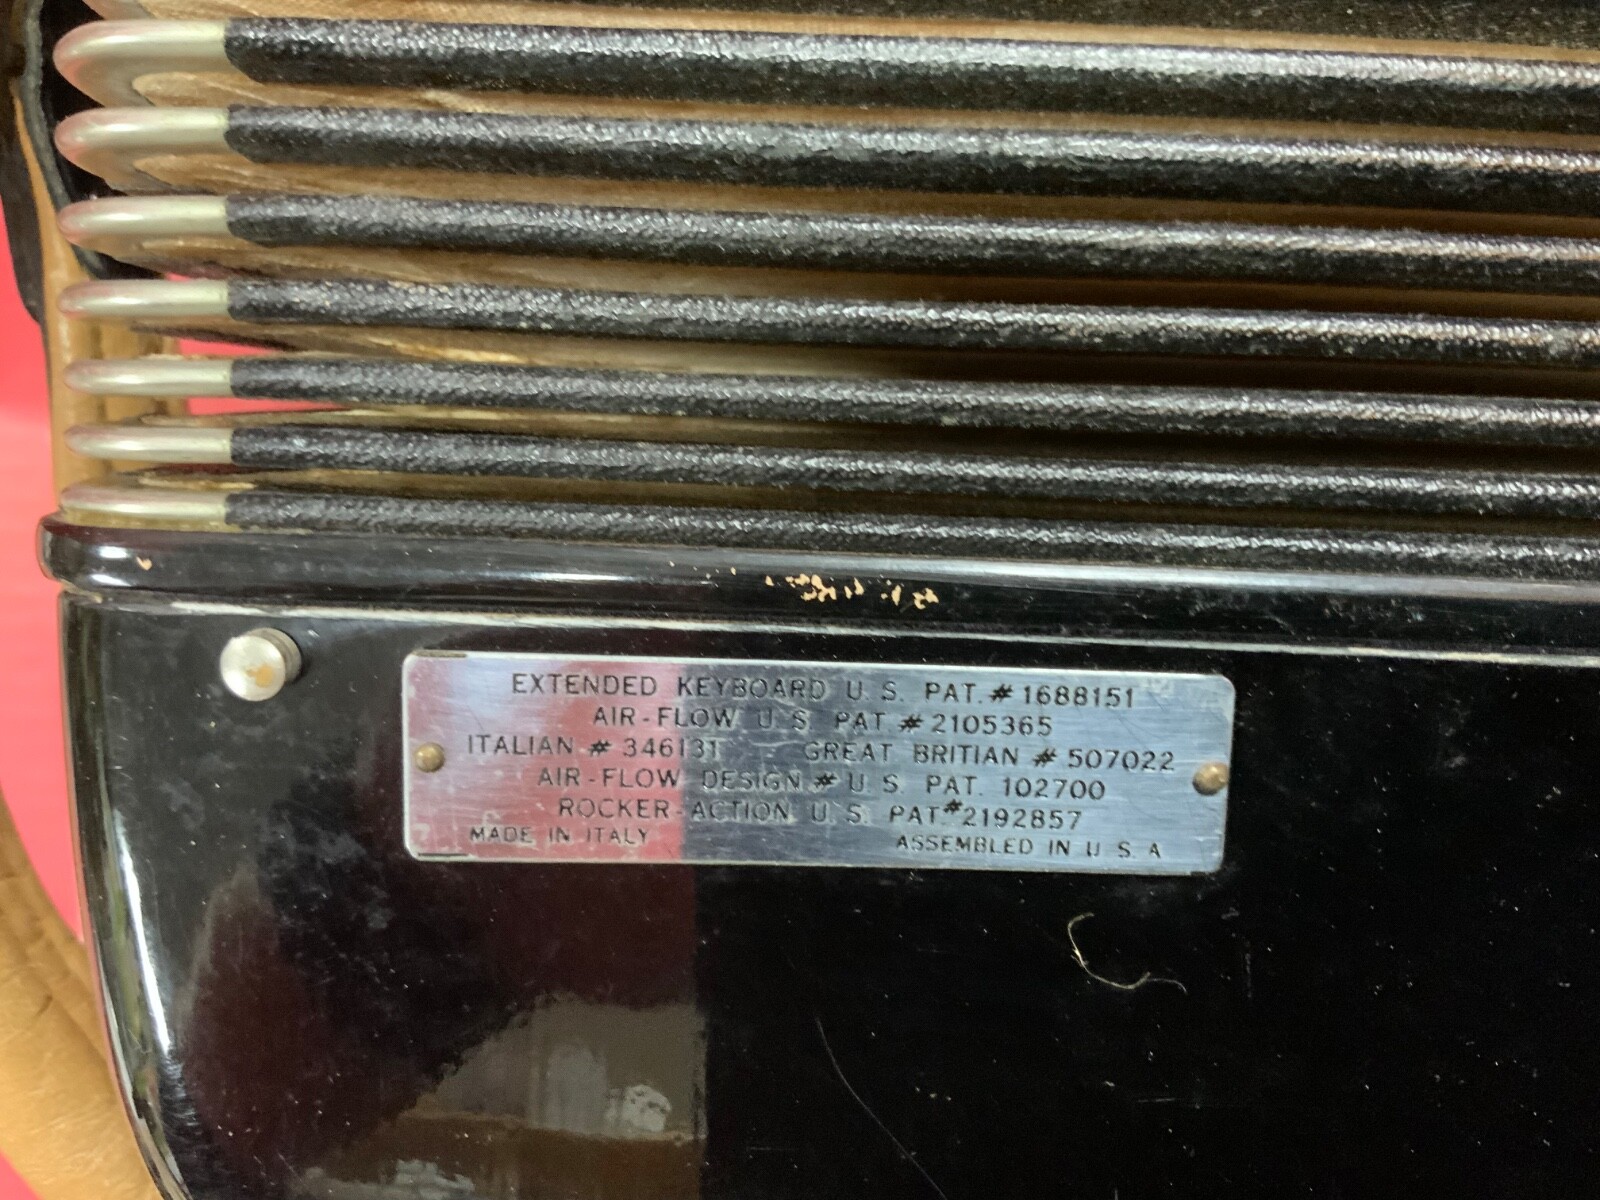 EXTENDED KEYBOARD U. S. PAT. # 1688151
AIR-FLOW U. S. PAT. # 2105365
ITALIAN # 346131 GREAT BRITIAN # 507022
AIR-FLOW DESIGN # U. S. PAT. 102700
ROCKER-ACTION U. S. PAT.# 2192857
MADE IN ITALY ASSEMBLED IN U. S. A